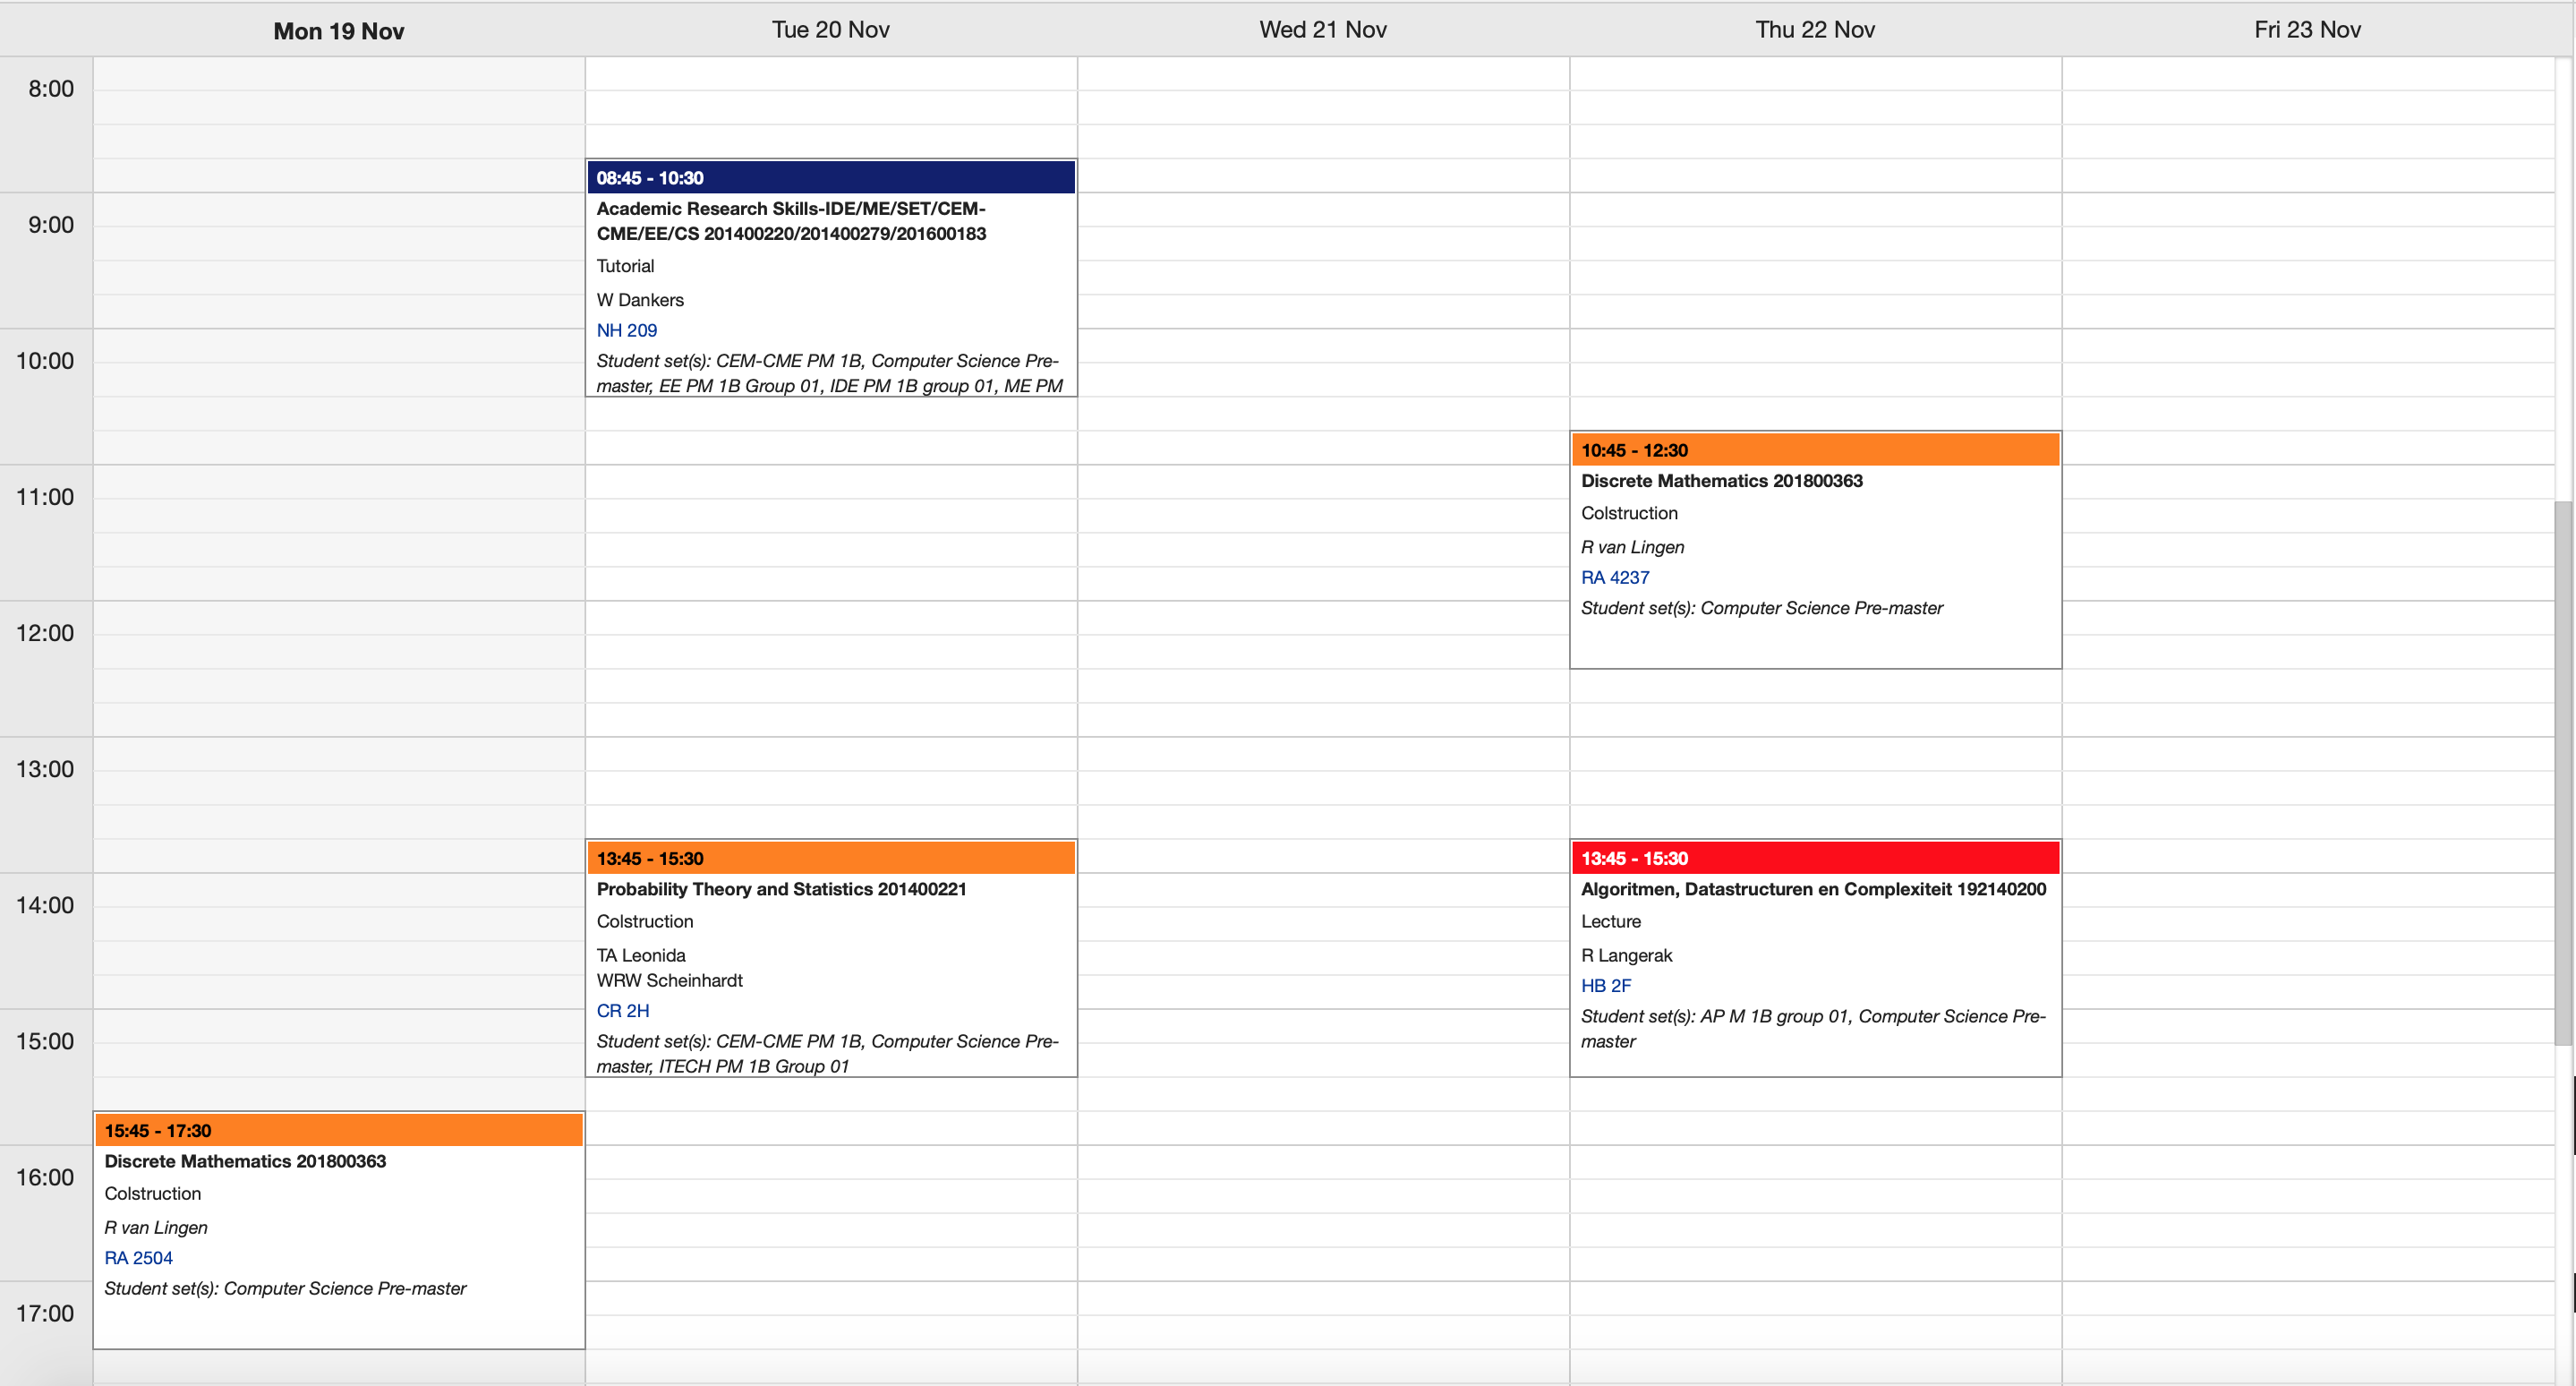 Mon 19 Nov
Tue 20 Nov
Wed 21 Nov
Thu 22 Nov
Fri 23 Nov
8:00
9:00
10:00
11:00
12:00
13:00
14:00
15:00
16:00
17:00
15:45 - 17:30
Discrete Mathematics 201800363
Colstruction
R van Lingen
RA 2504
Student set(s): Computer Science Pre-master
08:45 - 10:30
Academic Research Skills-IDE/ME/SET/CEM-
CME/EE/CS 201400220/201400279/201600183
Tutorial
W Dankers
NH 209
Student set(s): CEM-CME PM 1B, Computer Science Pre-
master, EE PM 1B Group 01, IDE PM 1B group 01, ME PM
13:45 - 15:30
Probability Theory and Statistics 201400221
Colstruction
TA Leonida
WRW Scheinhardt
CR 2H
Student set(s): CEM-CME PM 1B, Computer Science Pre-
master, ITECH PM 1B Group 01
10:45 - 12:30
Discrete Mathematics 201800363
Colstruction
R van Lingen
RA 4237
Student set(s): Computer Science Pre-master
13:45 - 15:30
Algoritmen, Datastructuren en Complexiteit 192140200
Lecture
R Langerak
HB 2F
Student set(s): AP M 1B group 01, Computer Science Pre-
master